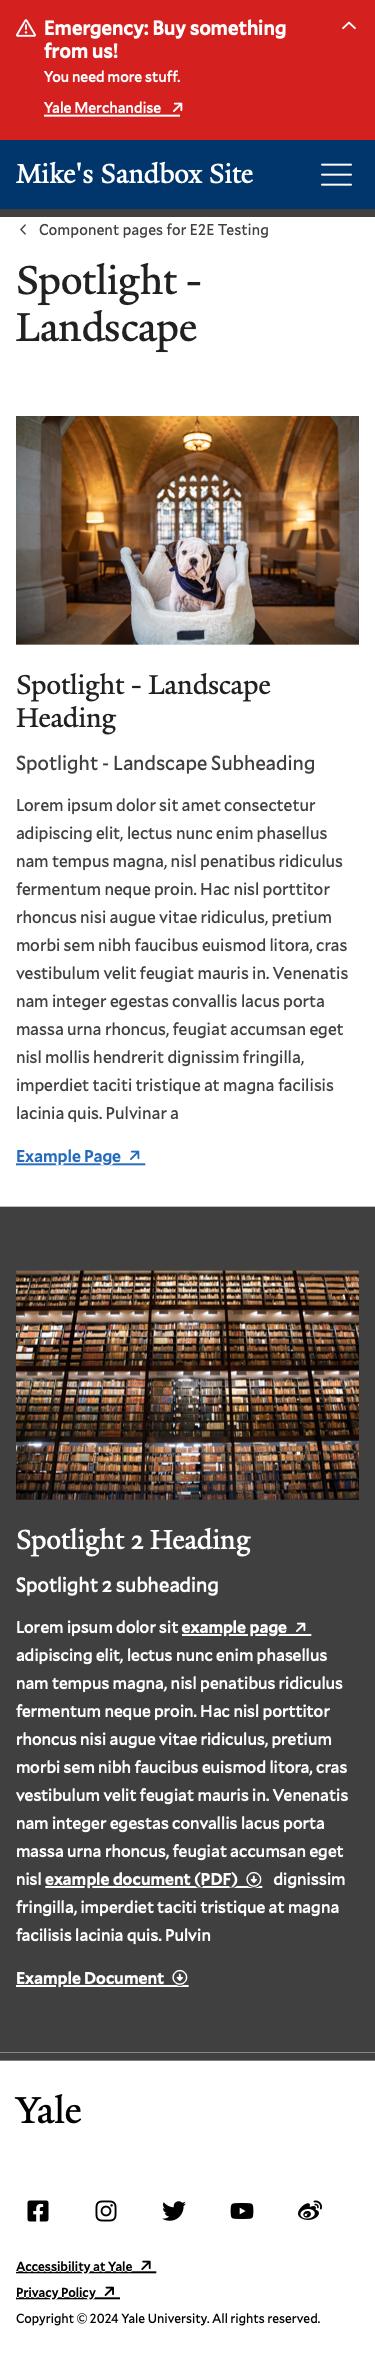 Emergency: Buy something
from us!
You need more stuff.
Yale Merchandise
Mike's Sandbox Site
Component pages for E2E Testing
Spotlight -
Landscape
Spotlight - Landscape
Heading
Spotlight - Landscape Subheading
Lorem ipsum dolor sit amet consectetur
adipiscing elit, lectus nunc enim phasellus
nam tempus magna, nisl penatibus ridiculus
fermentum neque proin. Hac nisl porttitor
rhoncus nisi augue vitae ridiculus, pretium
morbi sem nibh faucibus euismod litora, cras
vestibulum velit feugiat mauris in. Venenatis
nam integer egestas convallis lacus porta
massa urna rhoncus, feugiat accumsan eget
nisl mollis hendrerit dignissim fringilla,
imperdiet taciti tristique at magna facilisis
lacinia quis. Pulvinar a
Example Page
Spotlight 2 Heading
Spotlight 2 subheading
Lorem ipsum dolor sit example page
adipiscing elit, lectus nunc enim phasellus
nam tempus magna, nisl penatibus ridiculus
fermentum neque proin. Hac nisl porttitor
rhoncus nisi augue vitae ridiculus, pretium
morbi sem nibh faucibus euismod litora, cras
vestibulum velit feugiat mauris in. Venenatis
nam integer egestas convallis lacus porta
massa urna rhoncus, feugiat accumsan eget
nisl example document (PDF) dignissim
fringilla, imperdiet taciti tristique at magna
facilisis lacinia quis. Pulvin
Example Document
Yale
Accessibility at Yale
Privacy Policy
Copyright © 2024 Yale University. All rights reserved.